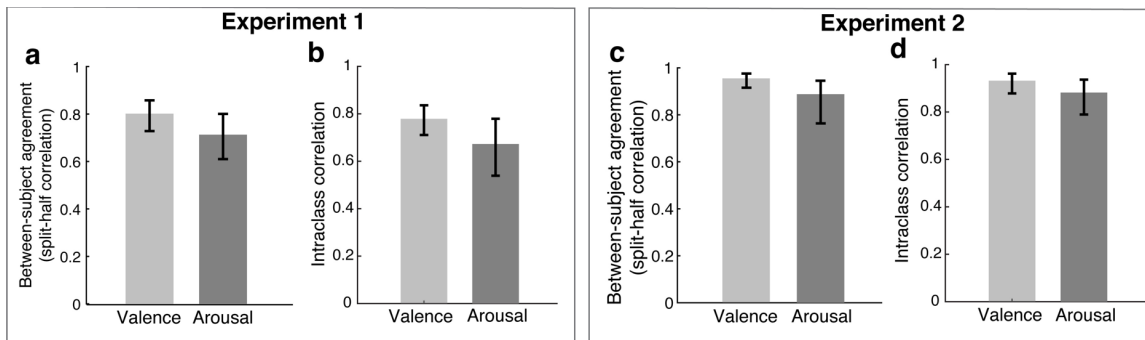 Experiment 1
a
Between-subject agreement
(split-half correlation)
1
0.8
0.6
0.4
0.2
0
Valence Arousal
b
Intraclass correlation
1
0.8
0.6
0.4
0.2
0
Valence Arousal
Experiment 2
c
Between-subject agreement
(split-half correlation)
1
0.8
0.6
0.4
0.2
0
Valence Arousal
d
Intraclass correlation
1
0.8
0.6
0.4
0.2
0
Valence Arousal